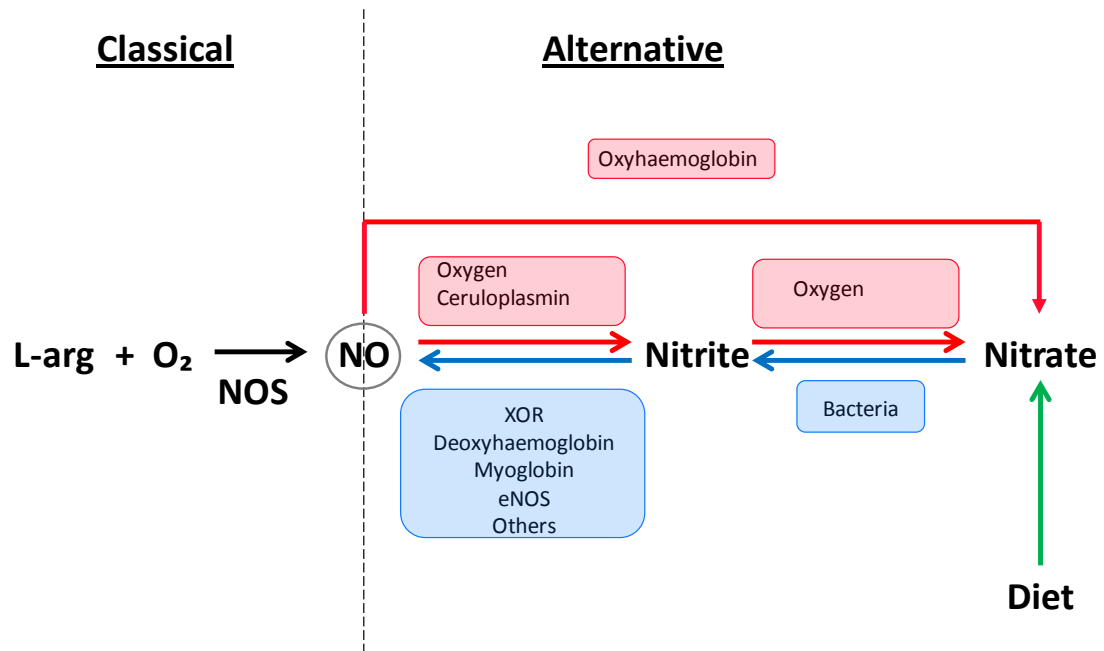 Classical
Alternative
Oxyhaemoglobin
Oxygen
Ceruloplasmin
Oxygen
L-arg + O₂
NOS
NO
Nitrite
Nitrate
XOR
Deoxyhaemoglobin
Myoglobin
eNOS
Others
Bacteria
Diet